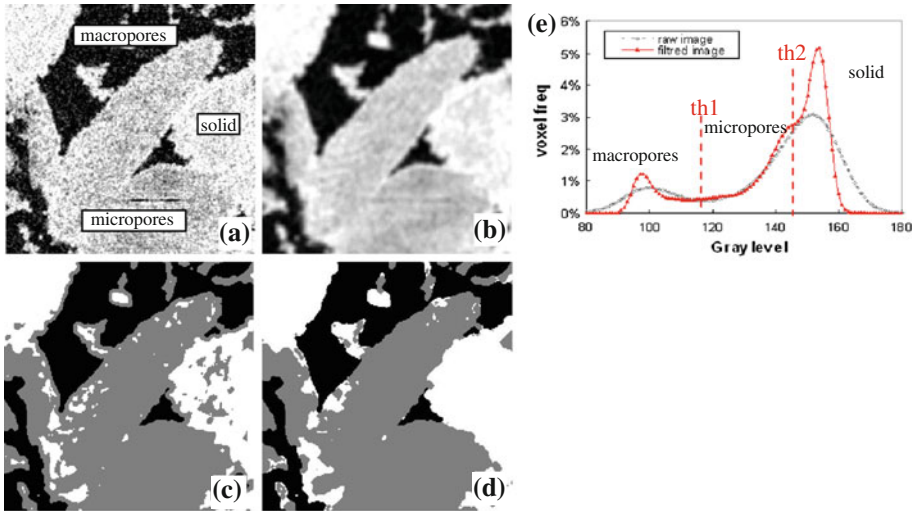 macropores
solid
micropores
(a)
(b)
(c)
(d)
(e)
raw image
filtred image
th2
solid
th1
micropores
macropores
voxel freq
6%
5%
4%
3%
2%
1%
0%
80
100
120
140
160
180
Gray level